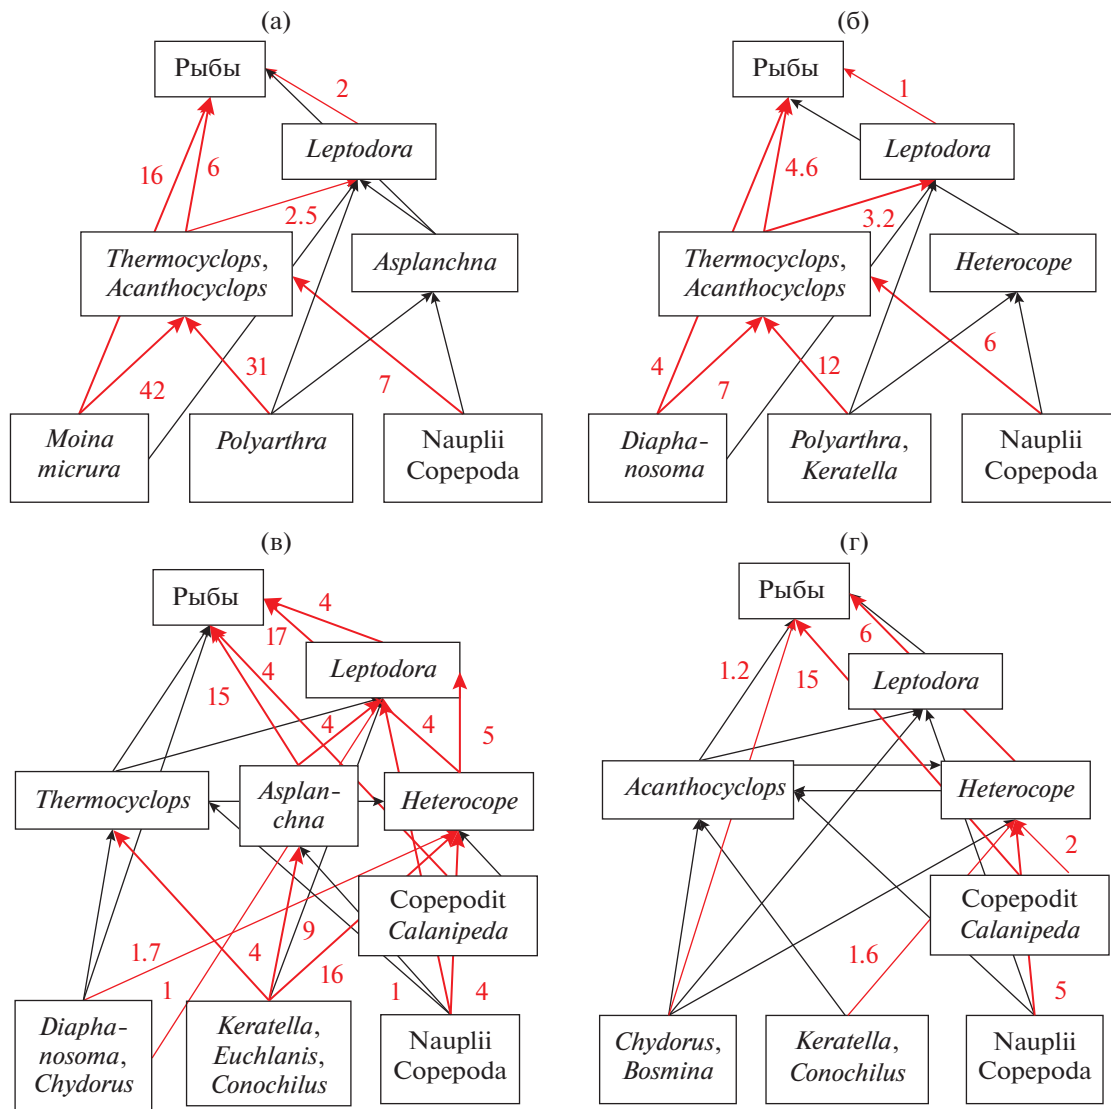 (а)
Рыбы
2
Leptodora
16
6
2.5
Thermocyclops,
Acanthocyclops
Asplanchna
42
31
7
Moina
micrura
Polyarthra
Nauplii
Copepoda
(б)
Рыбы
1
Leptodora
4.6
3.2
Thermocyclops,
Acanthocyclops
Heterocope
4
7
12
6
Diapha-
nosoma
Polyarthra,
Keratella
Nauplii
Copepoda
(в)
Рыбы
4
17
Leptodora
15
4
4
4
5
Thermocyclops
Asplan-
chna
Heterocope
Copepodit
Calanipeda
1.7
1
4
9
16
1
4
Diapha-
nosoma,
Chydorus
Keratella,
Euchlanis,
Conochilus
Nauplii
Copepoda
(г)
Рыбы
6
1.2
15
Leptodora
Acanthocyclops
Heterocope
2
Copepodit
Calanipeda
1.6
5
Chydorus,
Bosmina
Keratella,
Conochilus
Nauplii
Copepoda